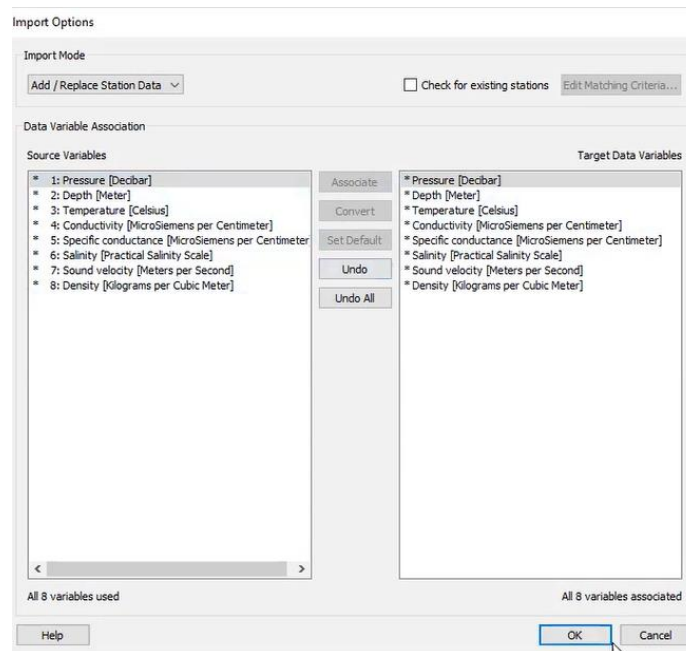 Import Options
Import Mode
Add / Replace Station Data
Check for existing stations
Edit Matching Criteria...
Data Variable Association
Source Variables
Target Data Variables
* 1: Pressure [Decibar]
* 2: Depth [Meter]
* 3: Temperature [Celsius]
* 4: Conductivity [MicroSiemens per Centimeter]
* 5: Specific conductance [MicroSiemens per Centimeter
* 6: Salinity [Practical Salinity Scale]
* 7: Sound velocity [Meters per Second]
* 8: Density [Kilograms per Cubic Meter]
Associate
Convert
Set Default
Undo
Undo All
* Pressure [Decibar]
* Depth [Meter]
* Temperature [Celsius]
* Conductivity [MicroSiemens per Centimeter]
* Specific conductance [MicroSiemens per Centimeter]
* Salinity [Practical Salinity Scale]
* Sound velocity [Meters per Second]
* Density [Kilograms per Cubic Meter]
All 8 variables used
All 8 variables associated
Help
OK
Cancel